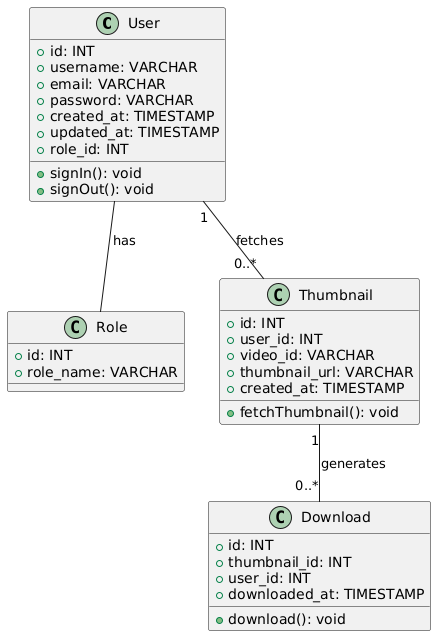 C User
id: INT
username: VARCHAR
email: VARCHAR
password: VARCHAR
created_at: TIMESTAMP
updated_at: TIMESTAMP
role_id: INT
signIn(): void
signOut(): void
1
has
fetches
0..*
C Role
id: INT
role_name: VARCHAR
C Thumbnail
id: INT
user_id: INT
video_id: VARCHAR
thumbnail_url: VARCHAR
created_at: TIMESTAMP
fetchThumbnail(): void
1
generates
0..*
C Download
id: INT
thumbnail_id: INT
user_id: INT
downloaded_at: TIMESTAMP
download(): void